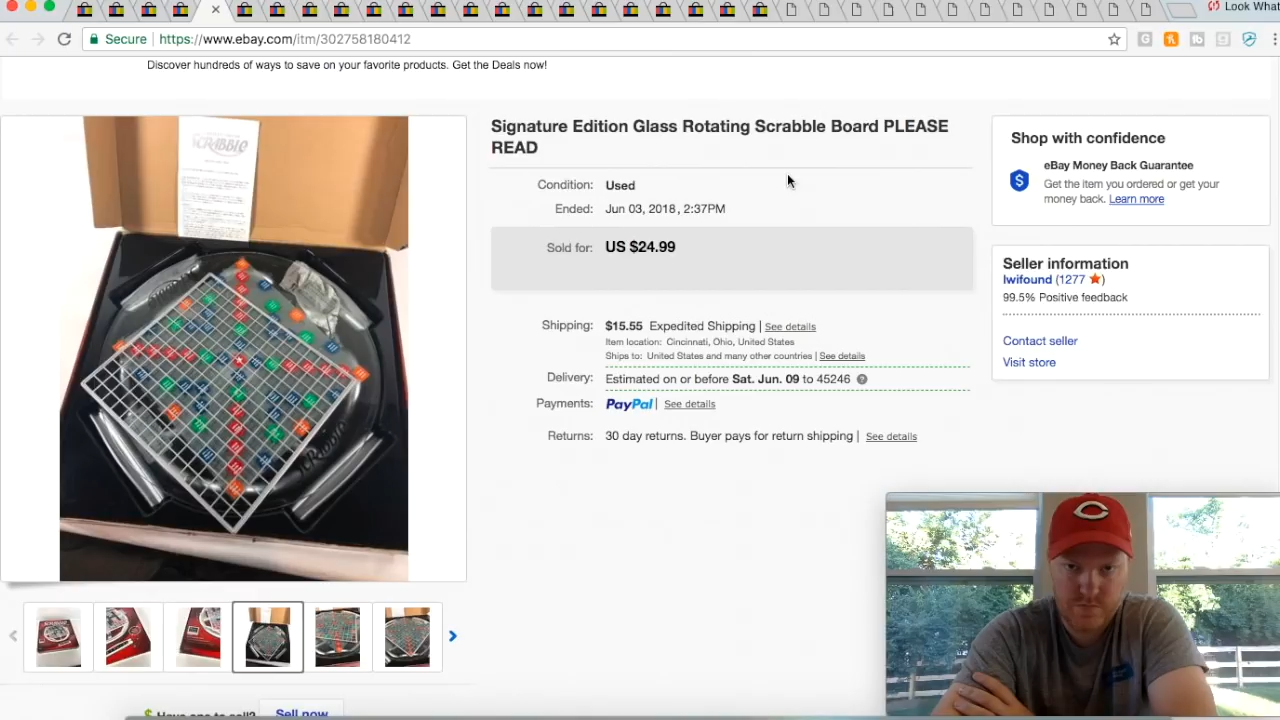 Look What
Secure
https://www.ebay.com/itm/302758180412
Discover hundreds of ways to save on your favorite products. Get the Deals now!
SCRABBLE
Signature Edition Glass Rotating Scrabble Board PLEASE
READ
Condition: Used
Ended: Jun 03, 2018, 2:37PM
Sold for: US $24.99
Shipping: $15.55 Expedited Shipping | See details
Item location: Cincinnati, Ohio, United States
Ships to: United States and many other countries | See details
Delivery: Estimated on or before Sat. Jun. 09 to 45246
Payments: PayPal | See details
Returns: 30 day returns. Buyer pays for return shipping | See details
Shop with confidence
eBay Money Back Guarantee
Get the item you ordered or get your
money back. Learn more
Seller information
lwifound (1277)
99.5% Positive feedback
Contact seller
Visit store
SCRABBLE
Have one to sell? Sell now